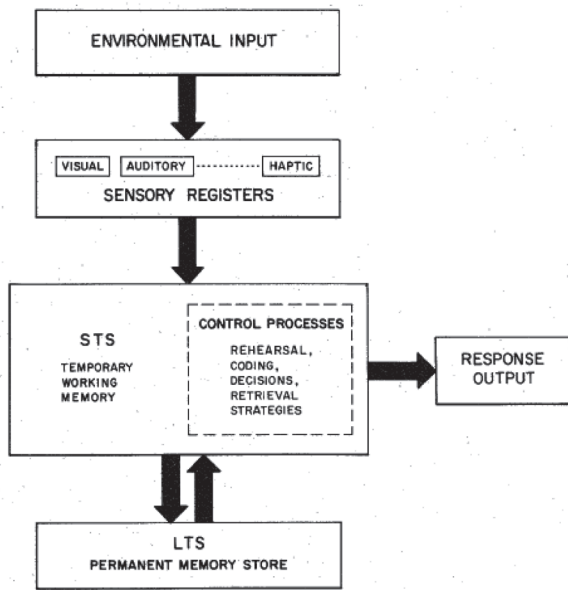 ENVIRONMENTAL INPUT
VISUAL AUDITORY HAPTIC
SENSORY REGISTERS
STS
TEMPORARY
WORKING
MEMORY
CONTROL PROCESSES
REHEARSAL,
CODING,
DECISIONS,
RETRIEVAL
STRATEGIES
RESPONSE
OUTPUT
LTS
PERMANENT MEMORY STORE